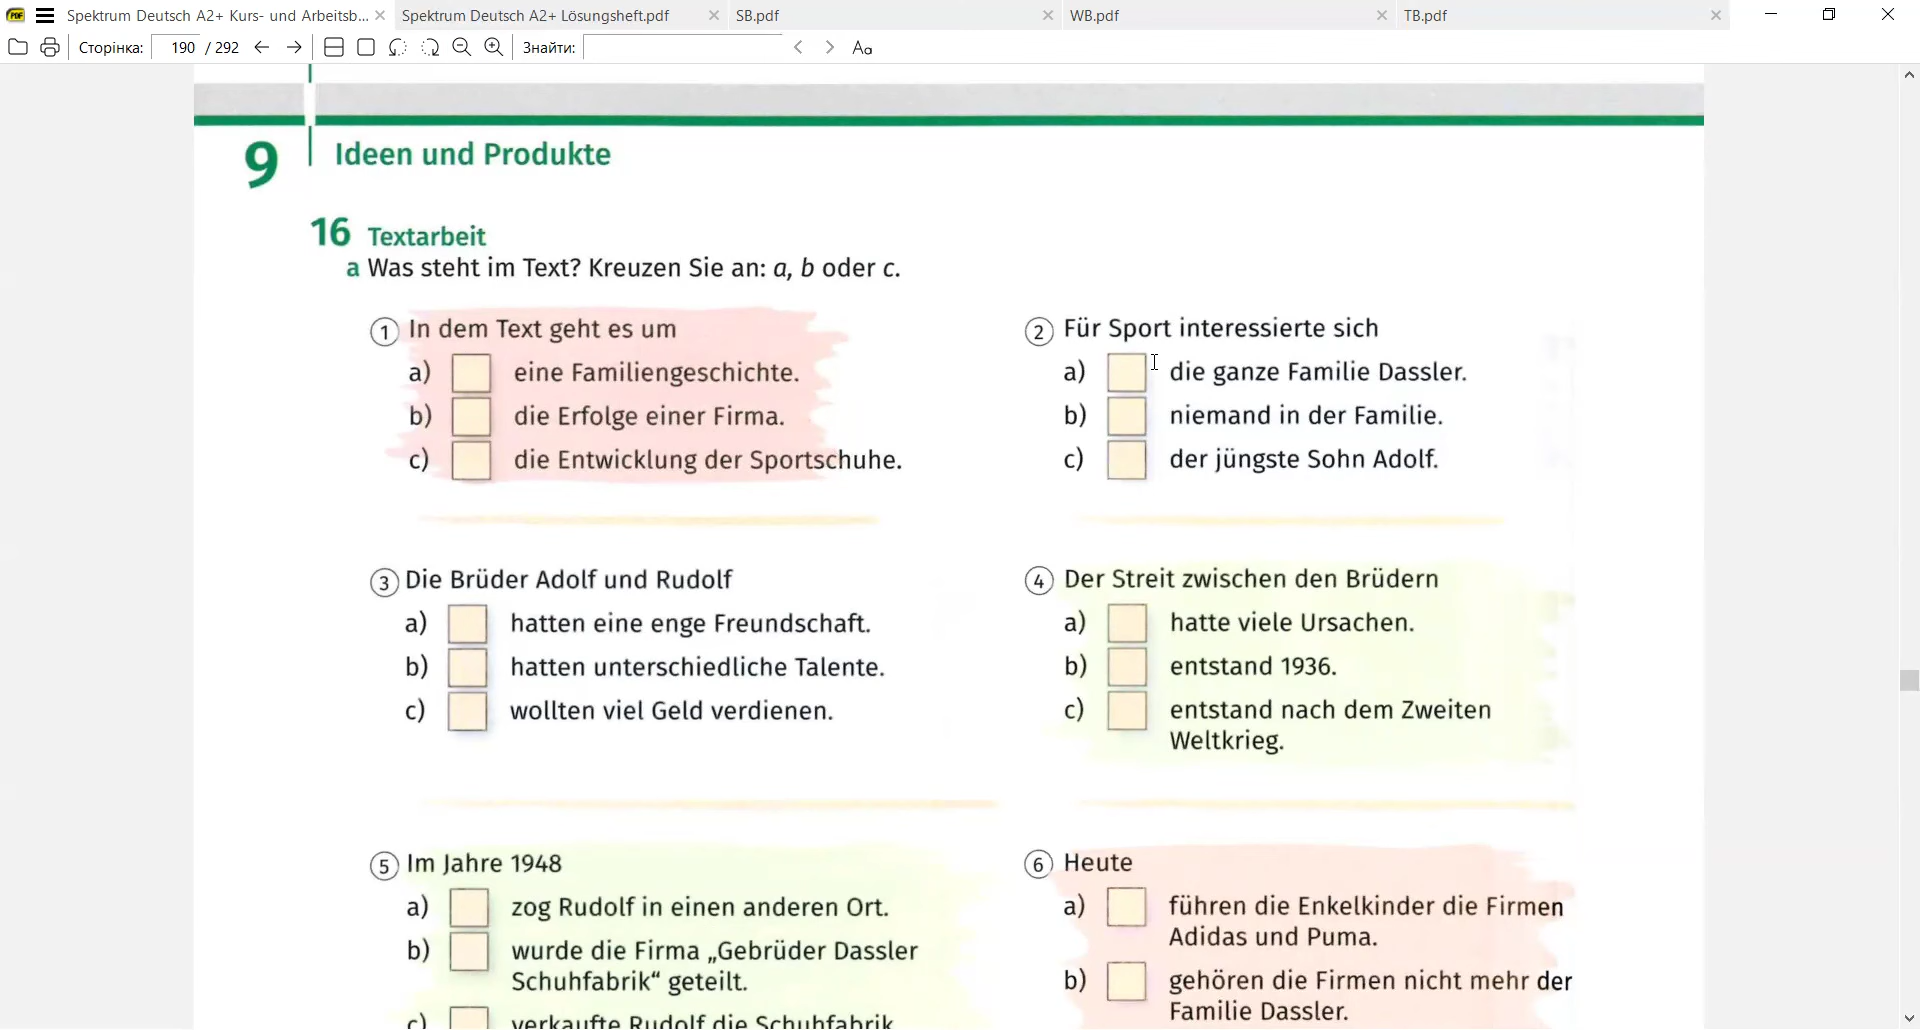 Spektrum Deutsch A2+ Kurs- und Arbeitsb...
Spektrum Deutsch A2+ Lösungsheft.pdf
SB.pdf
WB.pdf
TB.pdf
Сторінка: 190 / 292
Знайти:
Aa
9 Ideen und Produkte
16 Textarbeit
a Was steht im Text? Kreuzen Sie an: a, b oder c.
1 In dem Text geht es um
a) eine Familiengeschichte.
b) die Erfolge einer Firma.
c) die Entwicklung der Sportschuhe.
2 Für Sport interessierte sich
a) die ganze Familie Dassler.
b) niemand in der Familie.
c) der jüngste Sohn Adolf.
3 Die Brüder Adolf und Rudolf
a) hatten eine enge Freundschaft.
b) hatten unterschiedliche Talente.
c) wollten viel Geld verdienen.
4 Der Streit zwischen den Brüdern
a) hatte viele Ursachen.
b) entstand 1936.
c) entstand nach dem Zweiten
Weltkrieg.
5 Im Jahre 1948
a) zog Rudolf in einen anderen Ort.
b) wurde die Firma „Gebrüder Dassler
Schuhfabrik“ geteilt.
c) verkaufte Rudolf die Schuhfabrik
6 Heute
a) führen die Enkelkinder die Firmen
Adidas und Puma.
b) gehören die Firmen nicht mehr der
Familie Dassler.